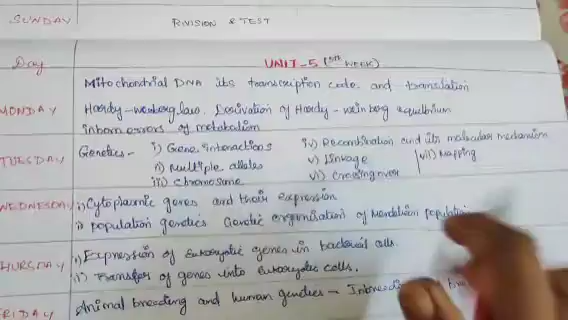 SUNDAY RIVISION & TEST
Day UNIT-5 (5th WEEK)
Mitochondrial DNA its transcription code and translation
MONDAY Hardy-weinberg law. Derivation of Hardy-weinberg equilbrium
inborn errors of metabolism
TUESDAY Genetics - i) Gene interactions iv) Recombination and its molecular mechanism
ii) Multiple alleles v) Linkage vii) Mapping
iii) chromosome vi) Crossing over
WEDNESDAY i) Cytoplasmic genes and their expression
ii) population genetics Genetic organisation of Mendelian population
THURSDAY i) Expression of Eukaryotic genes in bacterial cells.
ii) Transfer of genes into Eukaryotic cells.
FRIDAY Animal breeding and human genetics -